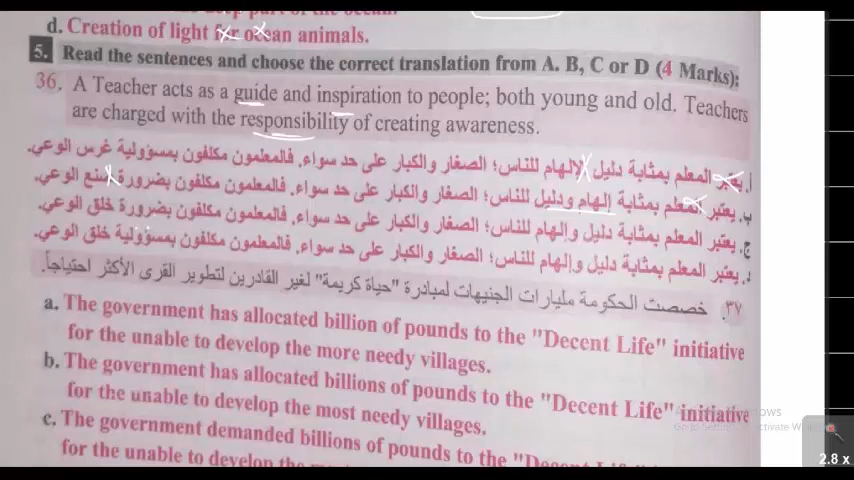 d. Creation of light for ocean animals.
5. Read the sentences and choose the correct translation from A. B, C or D (4 Marks):
36. A Teacher acts as a guide and inspiration to people; both young and old. Teachers
are charged with the responsibility of creating awareness.
أ. يعتبر المعلم بمثابة دليل لإلهام للناس؛ الصغار والكبار على حد سواء. فالمعلمون مكلفون بمسؤولية غرس الوعي.
ب. يعتبر المعلم بمثابة إلهام ودليل للناس؛ الصغار والكبار على حد سواء. فالمعلمون مكلفون بضرورة صنع الوعي.
ج. يعتبر المعلم بمثابة دليل وإلهام للناس؛ الصغار والكبار على حد سواء. فالمعلمون مكلفون بضرورة خلق الوعي.
د. يعتبر المعلم بمثابة دليل وإلهام للناس؛ الصغار والكبار على حد سواء. فالمعلمون مكلفون بمسؤولية خلق الوعي.
٣٧. خصصت الحكومة مليارات الجنيهات لمبادرة "حياة كريمة" لغير القادرين لتطوير القرى الأكثر احتياجاً.
a. The government has allocated billion of pounds to the "Decent Life" initiative
for the unable to develop the more needy villages.
b. The government has allocated billions of pounds to the "Decent Life" initiative
for the unable to develop the most needy villages.
c. The government demanded billions of pounds to the "Decent Life" initiative
for the unable to develop the
2.8 x